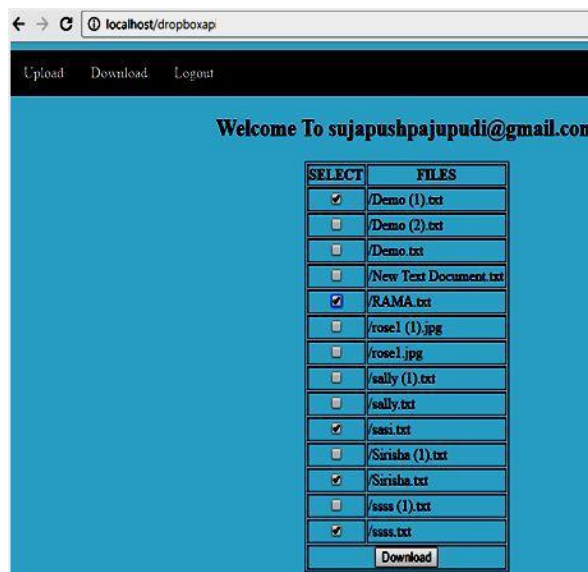 localhost/dropboxapi
Upload Download Logout
Welcome To sujapushpajupudi@gmail.com
SELECT FILES
/Demo (1).txt
/Demo (2).txt
/Demo.txt
/New Text Document.txt
/RAMA.txt
/rose1 (1).jpg
/rose1.jpg
/sally (1).txt
/sally.txt
/sasi.txt
/Sirisha (1).txt
/Sirisha.txt
/ssss (1).txt
/ssss.txt
Download